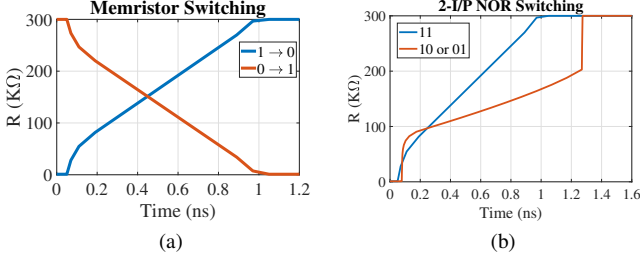 Memristor Switching
R (KΩ)
300
200
100
0
1 → 0
0 → 1
0
0.2
0.4
0.6
0.8
1
1.2
Time (ns)
(a)
2-I/P NOR Switching
R (KΩ)
300
200
100
0
11
10 or 01
0
0.2
0.4
0.6
0.8
1
1.2
1.4
1.6
Time (ns)
(b)